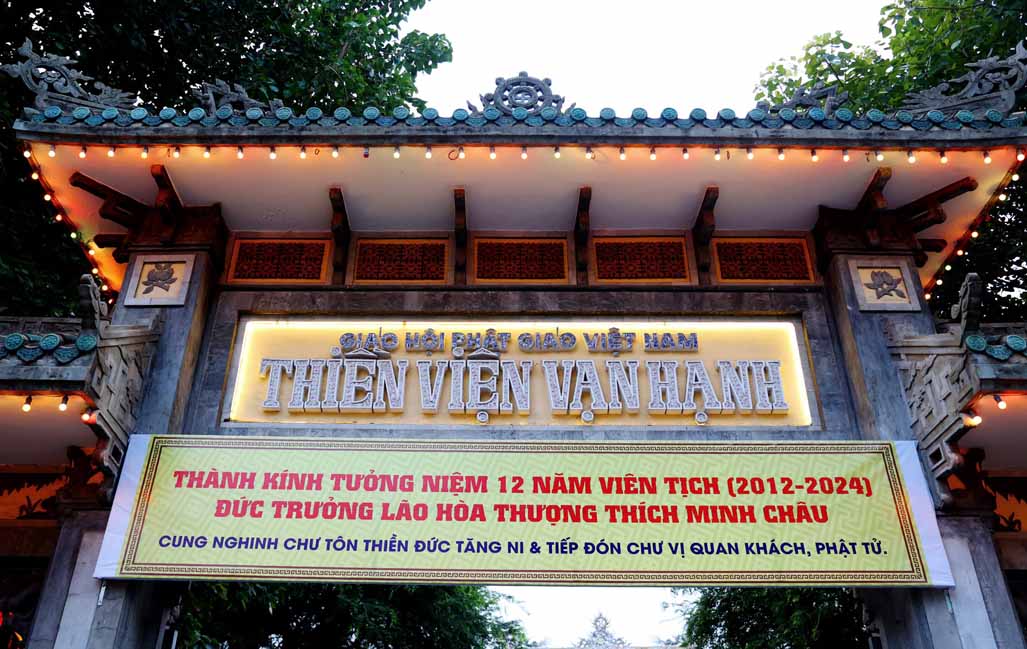 GIÁO HỘI PHẬT GIÁO VIỆT NAM
THIỀN VIỆN VẠN HẠNH
THÀNH KÍNH TƯỞNG NIỆM 12 NĂM VIÊN TỊCH (2012-2024)
ĐỨC TRƯỞNG LÃO HÒA THƯỢNG THÍCH MINH CHÂU
CUNG NGHINH CHƯ TÔN THIỀN ĐỨC TĂNG NI & TIẾP ĐÓN CHƯ VỊ QUAN KHÁCH, PHẬT TỬ.